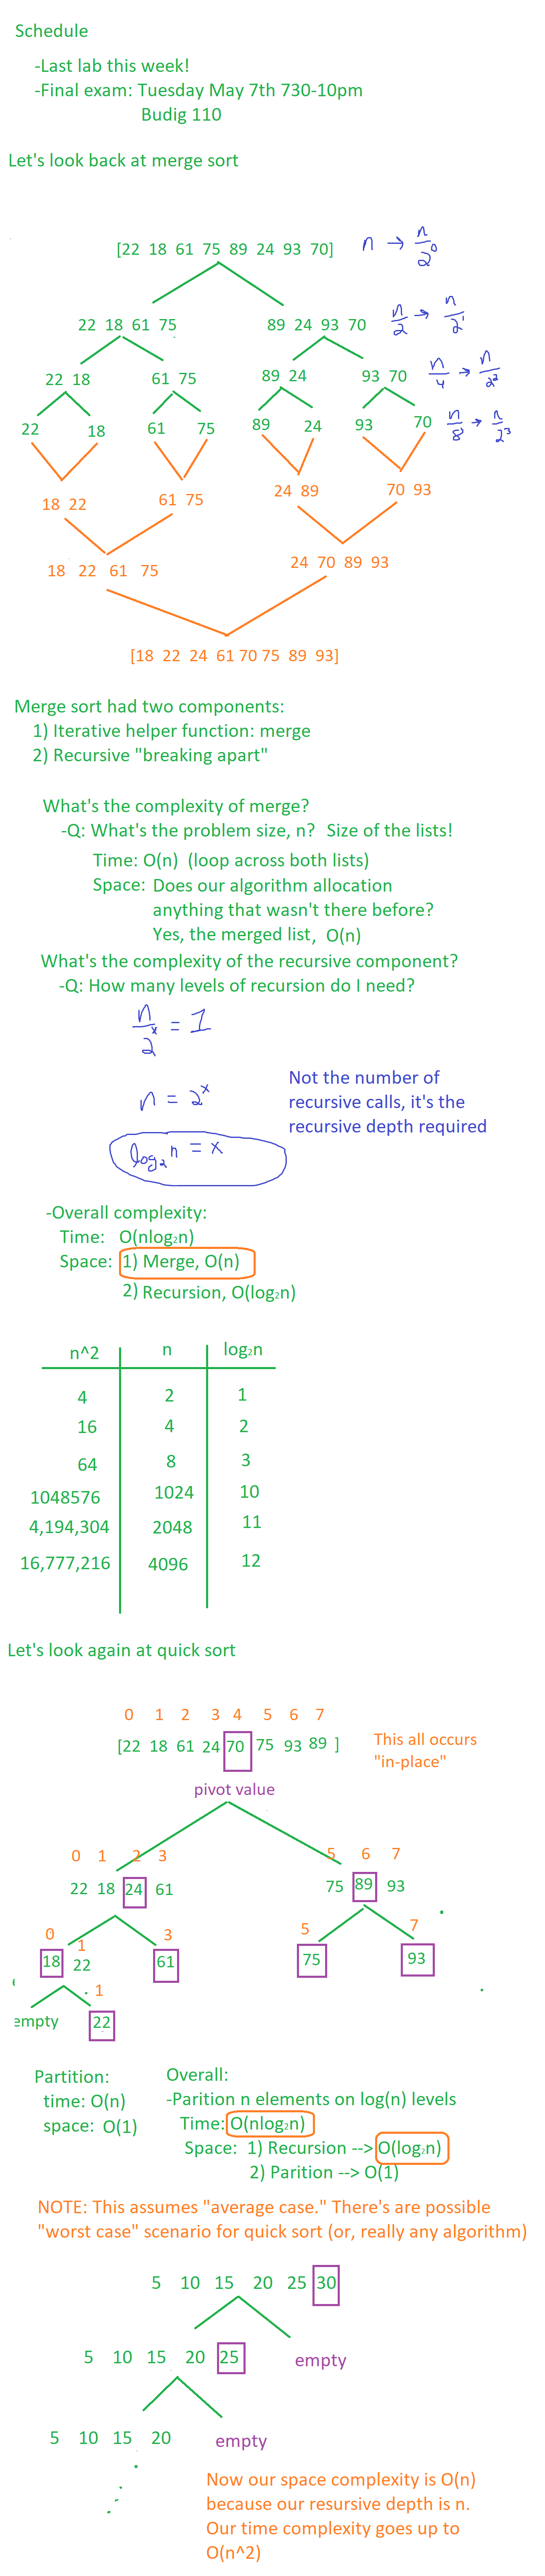 Schedule
-Last lab this week!
-Final exam: Tuesday May 7th 730-10pm
Budig 110
Let's look back at merge sort
[22 18 61 75 89 24 93 70] n → n/2^0
22 18 61 75 89 24 93 70 n/2 → n/2^1
22 18 61 75 89 24 93 70 n/4 → n/2^2
22 18 61 75 89 24 93 70 n/8 → n/2^3
18 22 61 75 24 89 70 93
18 22 61 75 24 70 89 93
[18 22 24 61 70 75 89 93]
Merge sort had two components:
1) Iterative helper function: merge
2) Recursive "breaking apart"
What's the complexity of merge?
-Q: What's the problem size, n? Size of the lists!
Time: O(n) (loop across both lists)
Space: Does our algorithm allocation
anything that wasn't there before?
Yes, the merged list, O(n)
What's the complexity of the recursive component?
-Q: How many levels of recursion do I need?
n/2^x = 1
n = 2^x
log₂ n = x
Not the number of
recursive calls, it's the
recursive depth required
-Overall complexity:
Time: O(nlog₂n)
Space: 1) Merge, O(n)
2) Recursion, O(log₂n)
n^2 n log₂n
4 2 1
16 4 2
64 8 3
1048576 1024 10
4,194,304 2048 11
16,777,216 4096 12
Let's look again at quick sort
0 1 2 3 4 5 6 7
[22 18 61 24 70 75 93 89 ]
This all occurs
"in-place"
pivot value
0 1 2 3 5 6 7
22 18 24 61 75 89 93
0 1 3 5 7
18 22 61 75 93
1
empty 22
Partition:
time: O(n)
space: O(1)
Overall:
-Parition n elements on log(n) levels
Time: O(nlog₂n)
Space: 1) Recursion --> O(log₂n)
2) Parition --> O(1)
NOTE: This assumes "average case." There's are possible
"worst case" scenario for quick sort (or, really any algorithm)
5 10 15 20 25 30
5 10 15 20 25 empty
5 10 15 20 empty
Now our space complexity is O(n)
because our resursive depth is n.
Our time complexity goes up to
O(n^2)